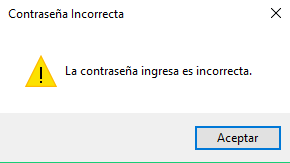 Contraseña Incorrecta
La contraseña ingresa es incorrecta.
Aceptar